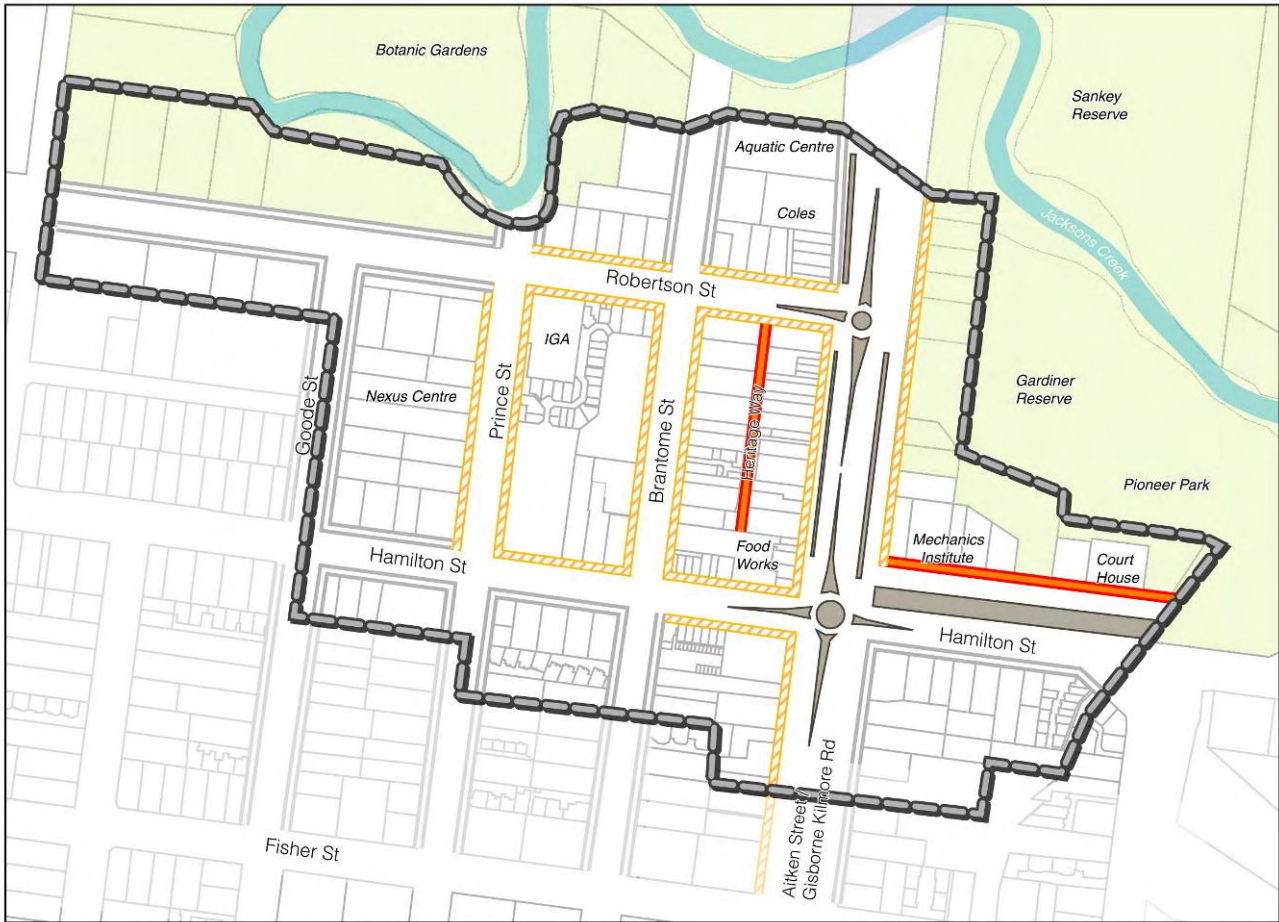 Botanic Gardens
Sankey
Reserve
Aquatic Centre
Coles
Jacksons Creek
Robertson St
IGA
Nexus Centre
Goode St
Prince St
Brantome St
Heritage Way
Gardiner
Reserve
Pioneer Park
Mechanics
Institute
Court
House
Food
Works
Hamilton St
Hamilton St
Aitken Street /
Gisborne Kilmore Rd
Fisher St